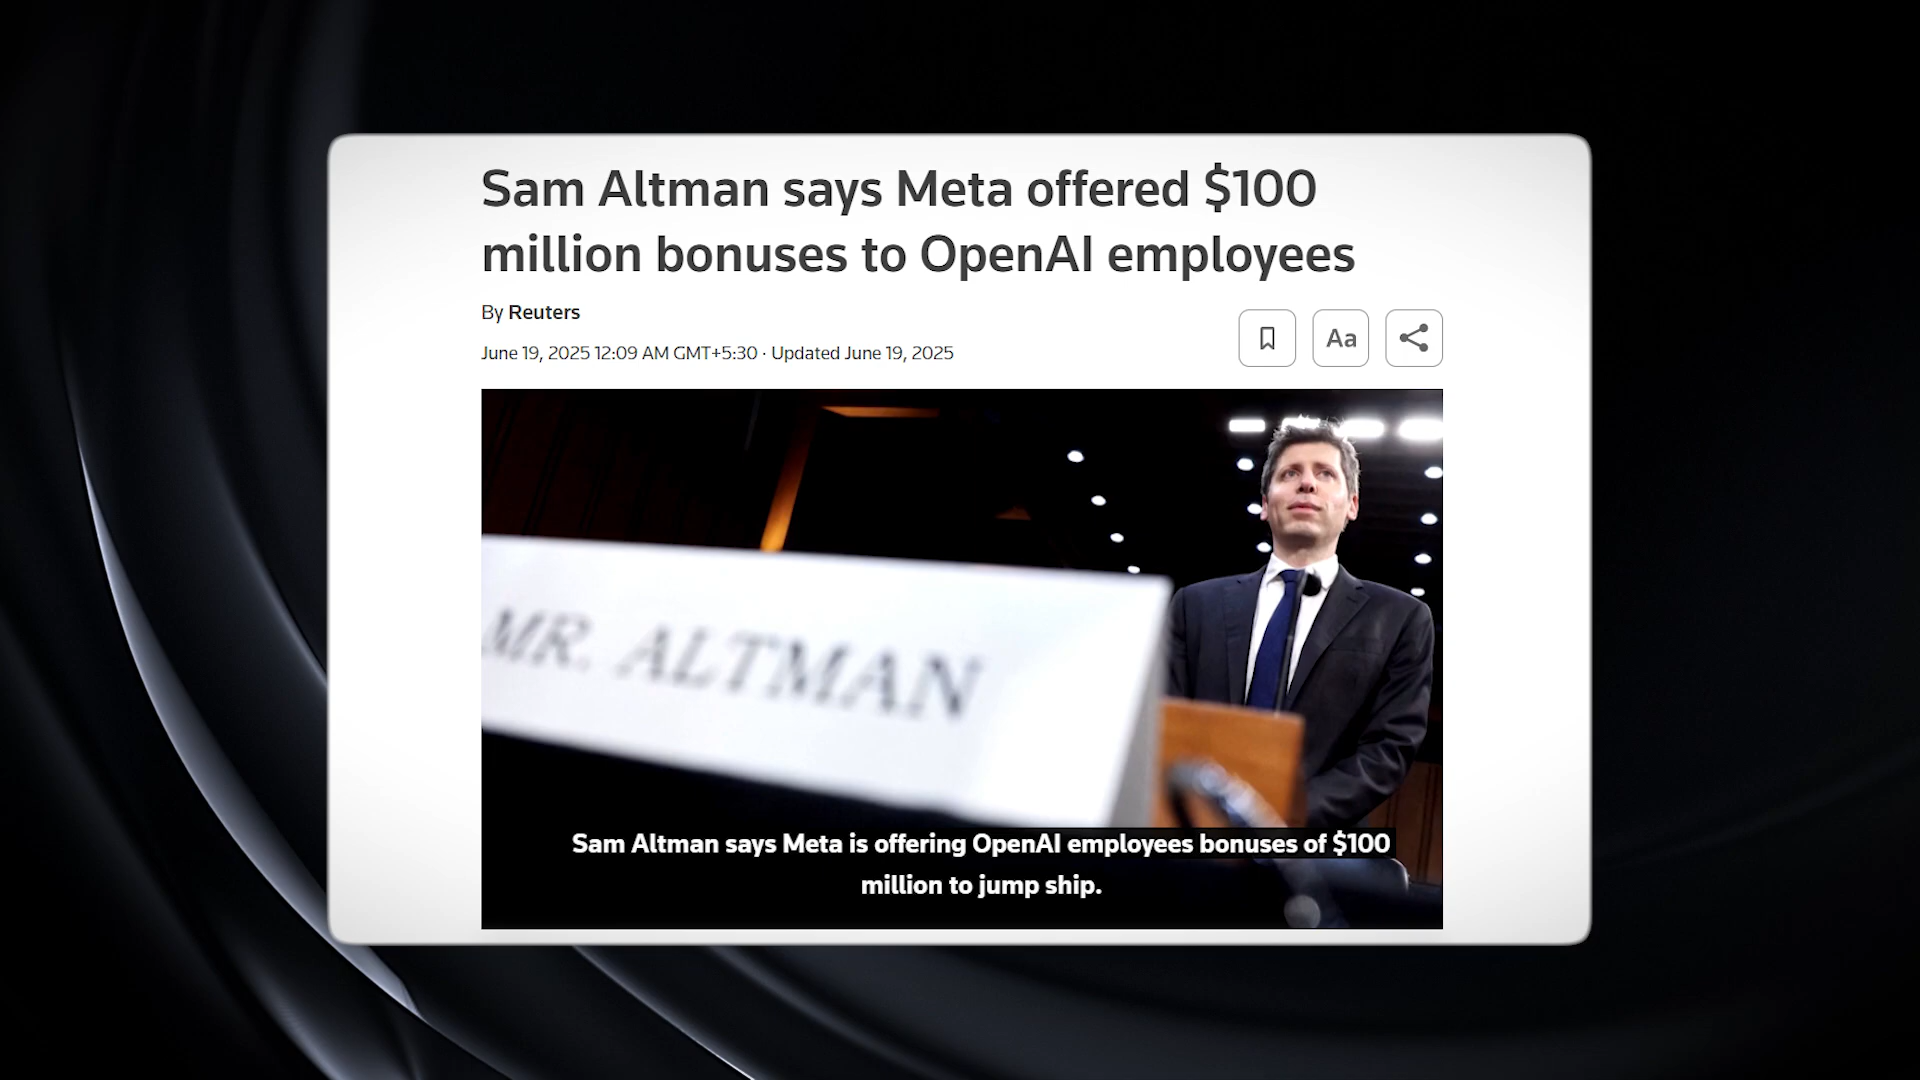 Sam Altman says Meta offered $100
million bonuses to OpenAI employees
By Reuters
June 19, 2025 12:09 AM GMT+5:30 · Updated June 19, 2025
Aa
MR. ALTMAN
Sam Altman says Meta is offering OpenAI employees bonuses of $100
million to jump ship.